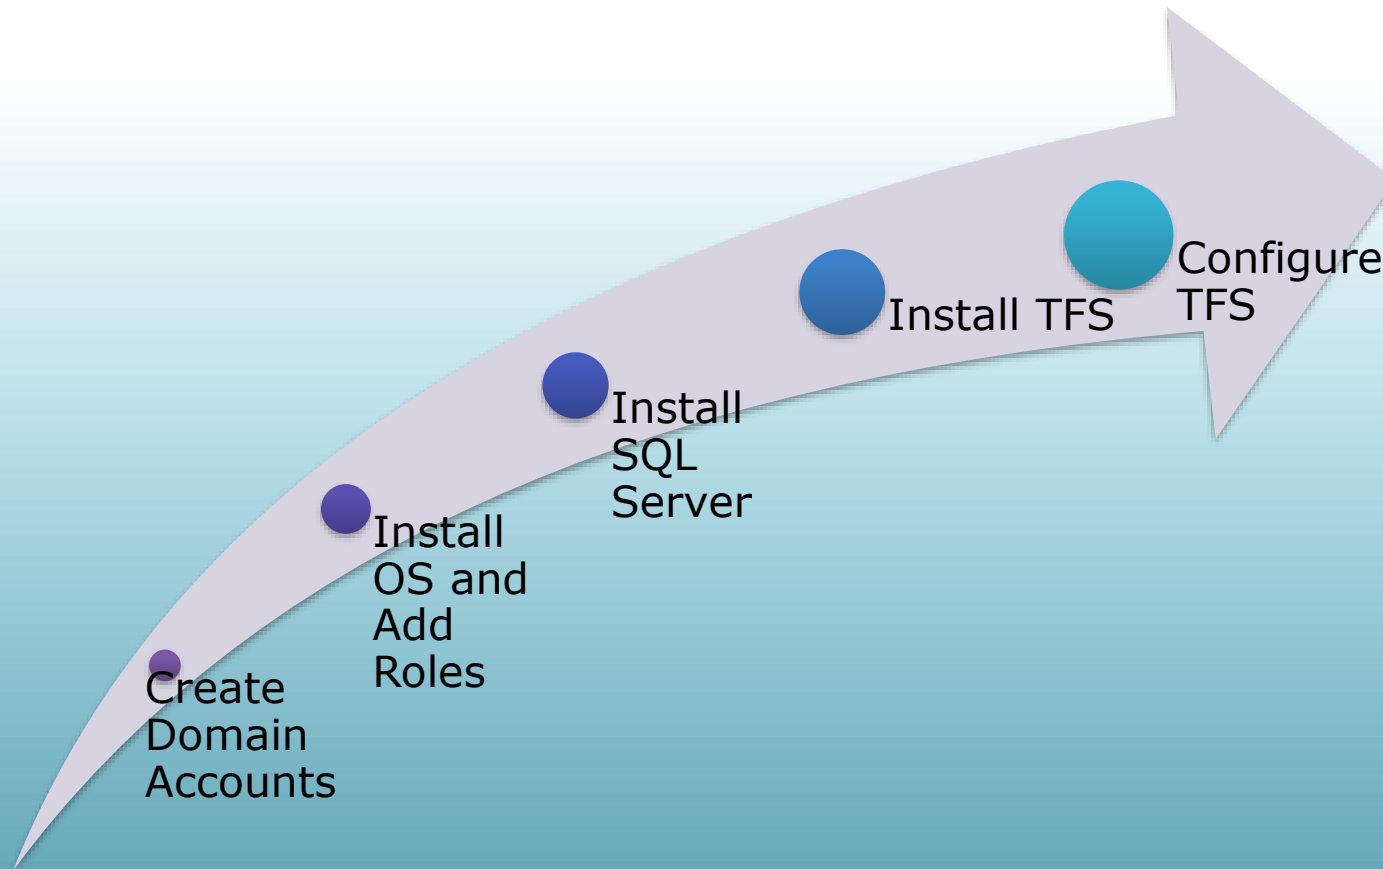 Create
Domain
Accounts
Install
OS and
Add
Roles
Install
SQL
Server
Install TFS
Configure
TFS